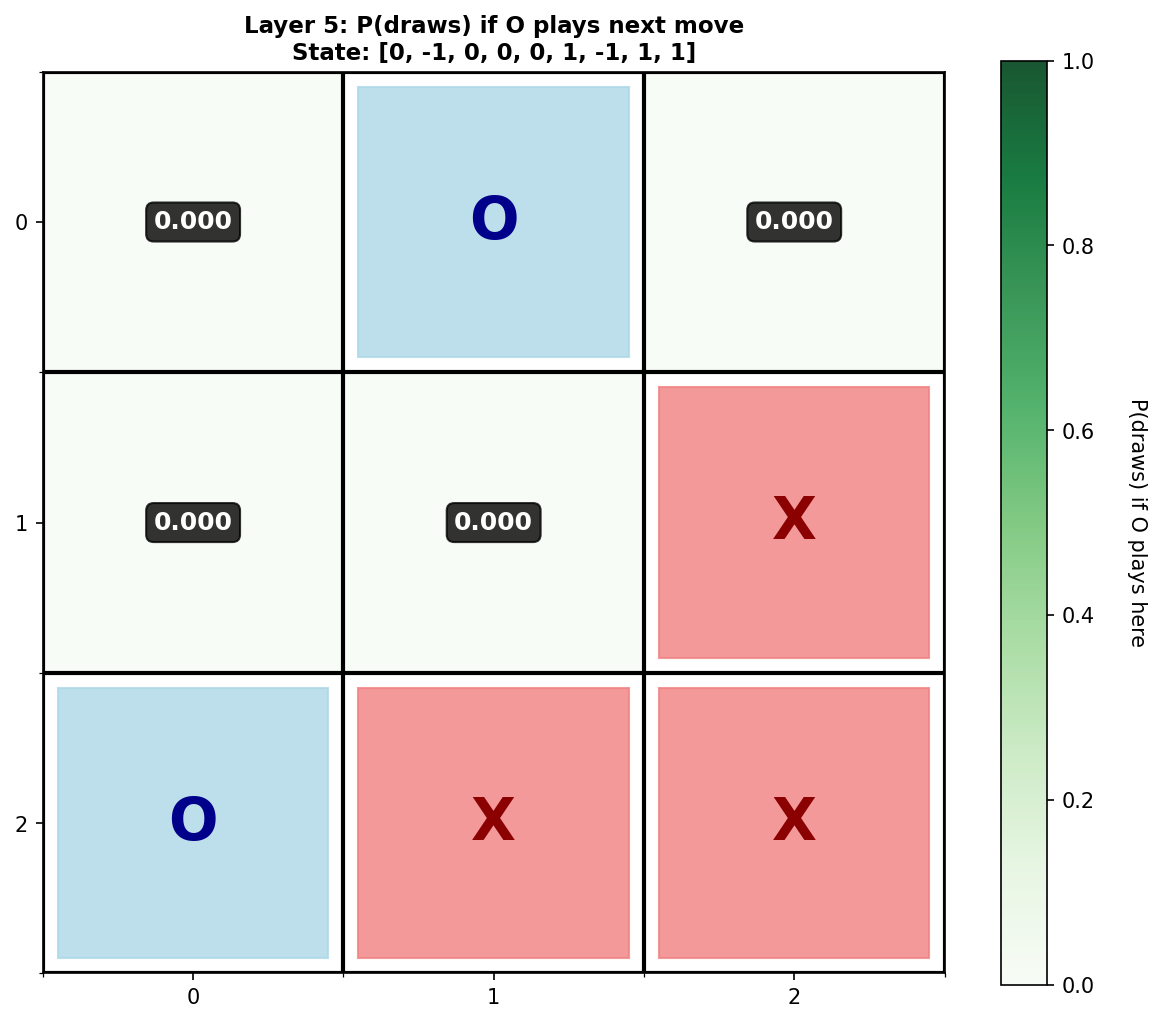 Layer 5: P(draws) if O plays next move
State: [0, -1, 0, 0, 0, 1, -1, 1, 1]
0
0.000
O
0.000
1
0.000
0.000
X
2
O
X
X
0
1
2
1.0
0.8
0.6
0.4
0.2
0.0
P(draws) if O plays here